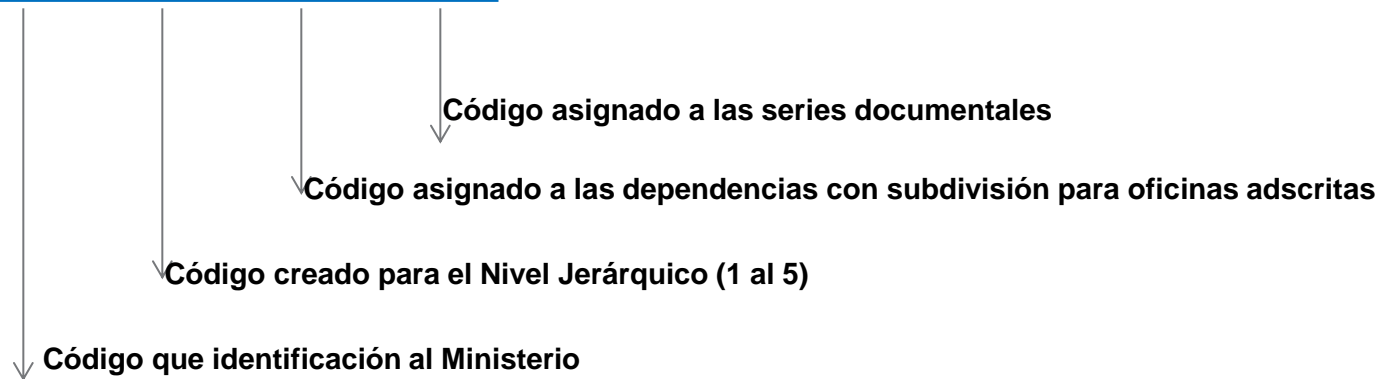 Código asignado a las series documentales
Código asignado a las dependencias con subdivisión para oficinas adscritas
Código creado para el Nivel Jerárquico (1 al 5)
Código que identificación al Ministerio